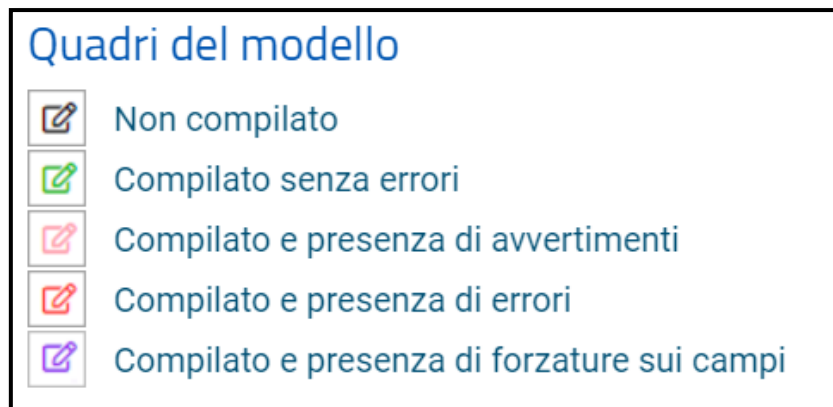 Quadri del modello
Non compilato
Compilato senza errori
Compilato e presenza di avvertimenti
Compilato e presenza di errori
Compilato e presenza di forzature sui campi